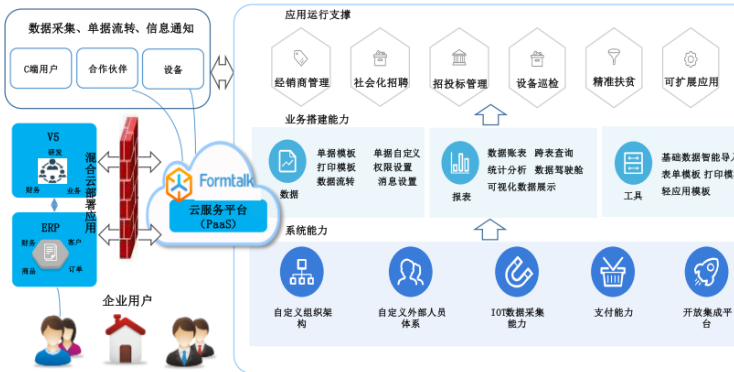 数据采集、单据流转、信息通知
C端用户
合作伙伴
设备
V5
研发
财务
业务
混合云部署应用
ERP
财务
客户
商品
订单
企业用户
Formtalk
云服务平台
（PaaS）
应用运行支撑
经销商管理
社会化招聘
招投标管理
设备巡检
精准扶贫
可扩展应用
业务搭建能力
数据
单据模板
单据自定义
打印模板
权限设置
数据流转
消息设置
报表
数据账表 跨表查询
统计分析 数据驾驶舱
可视化数据展示
工具
基础数据智能导入
表单模板 打印模
轻应用模板
系统能力
自定义组织架
构
自定义外部人员
体系
IOT数据采集
能力
支付能力
开放集成平
台